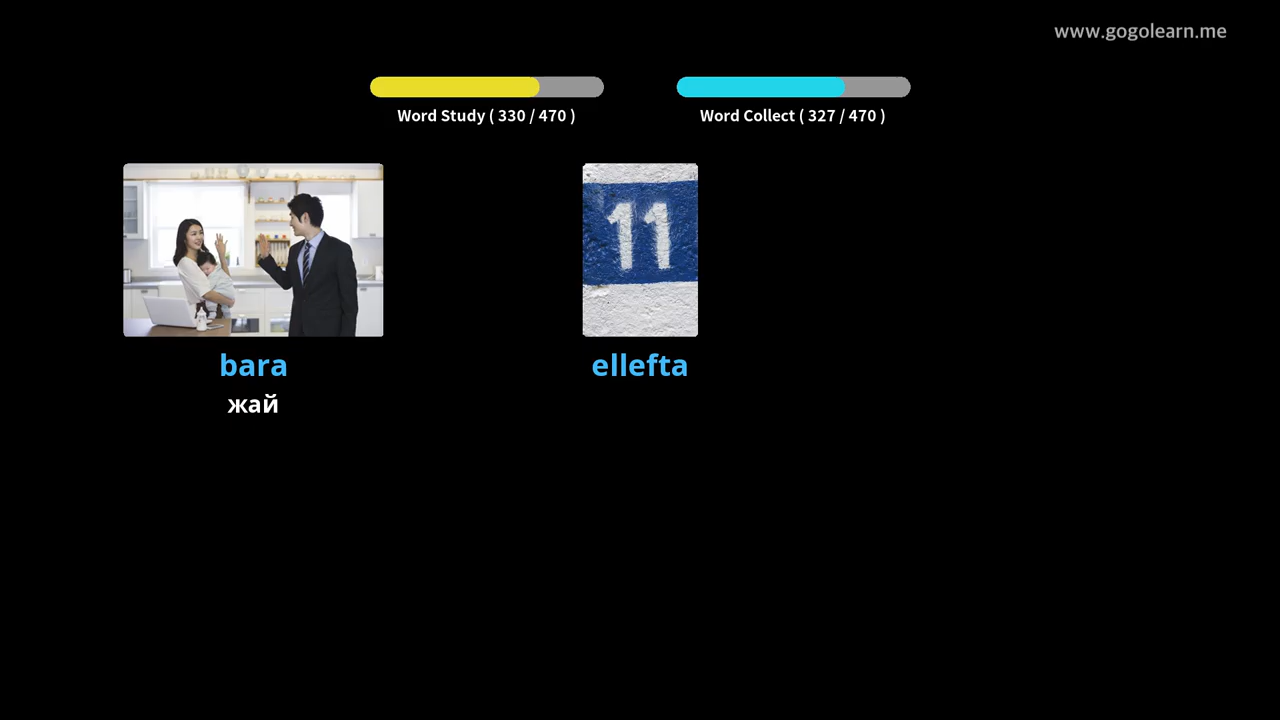 www.gogolearn.me
Word Study ( 330 / 470 )
Word Collect ( 327 / 470 )
11
bara
ellefta
жай